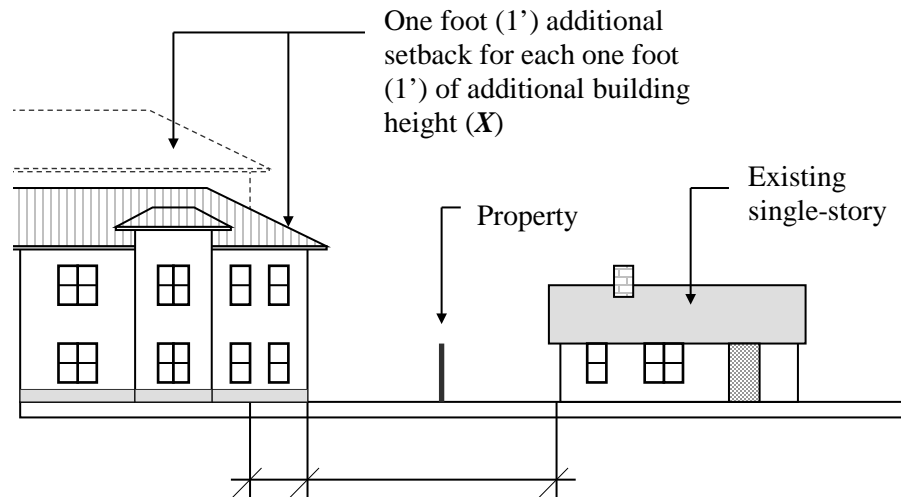 One foot (1’) additional
setback for each one foot
(1’) of additional building
height (X)
Existing
single-story
Property